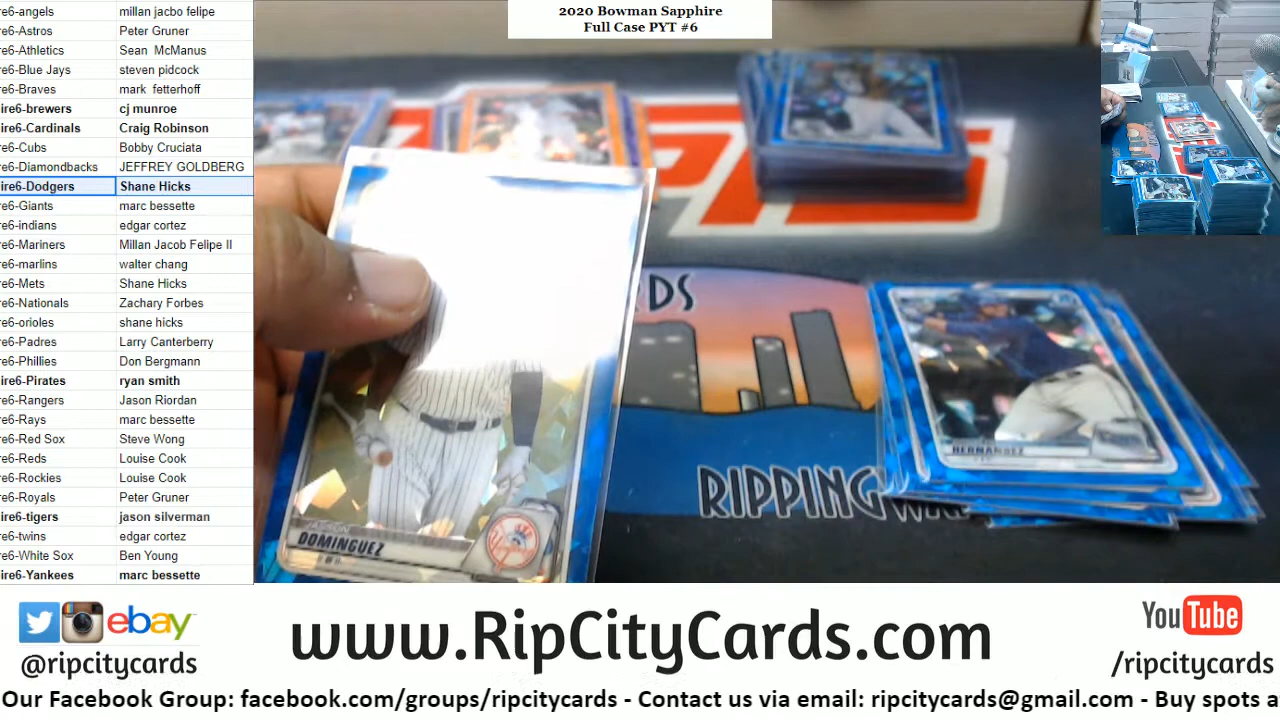 2020 Bowman Sapphire
Full Case PYT #6
re6-angels millan jacbo felipe
re6-Astros Peter Gruner
re6-Athletics Sean McManus
re6-Blue Jays steven pidcock
re6-Braves mark fetterhoff
ire6-brewers cj munroe
ire6-Cardinals Craig Robinson
re6-Cubs Bobby Cruciata
re6-Diamondbacks JEFFREY GOLDBERG
ire6-Dodgers Shane Hicks
re6-Giants marc bessette
re6-indians edgar cortez
re6-Mariners Millan Jacob Felipe II
re6-marlins walter chang
re6-Mets Shane Hicks
re6-Nationals Zachary Forbes
re6-orioles shane hicks
re6-Padres Larry Canterberry
re6-Phillies Don Bergmann
ire6-Pirates ryan smith
re6-Rangers Jason Riordan
re6-Rays marc bessette
re6-Red Sox Steve Wong
re6-Reds Louise Cook
re6-Rockies Louise Cook
re6-Royals Peter Gruner
ire6-tigers jason silverman
re6-twins edgar cortez
re6-White Sox Ben Young
ire6-Yankees marc bessette
RDS
RIPPING
HERNANDEZ
JASSON
DOMINGUEZ
ebay
@ripcitycards
www.RipCityCards.com
YouTube
/ripcitycards
Our Facebook Group: facebook.com/groups/ripcitycards - Contact us via email: ripcitycards@gmail.com - Buy spots a